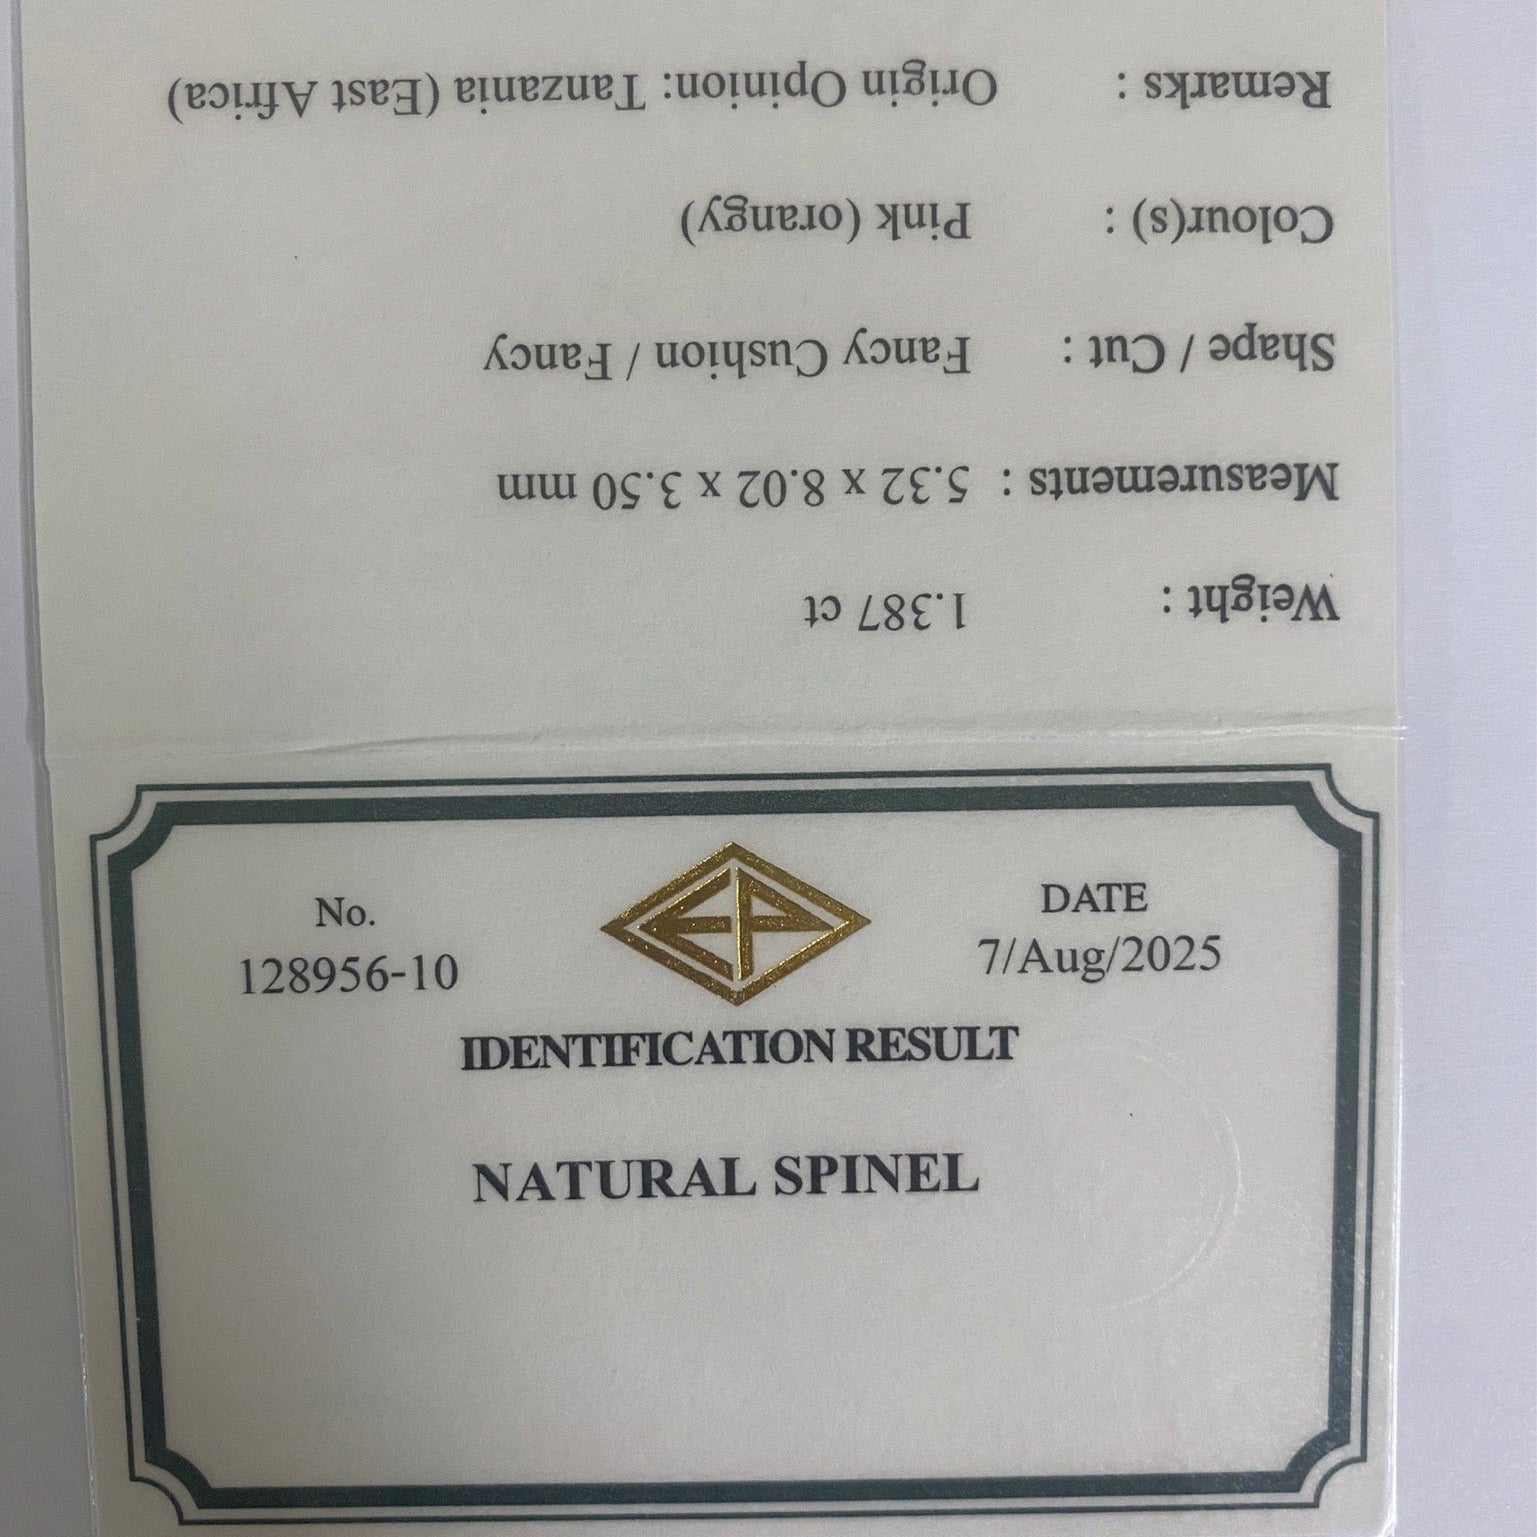 No.
128956-10
EP
DATE
7/Aug/2025
IDENTIFICATION RESULT
NATURAL SPINEL
Weight : 1.387 ct
Measurements : 5.32 x 8.02 x 3.50 mm
Shape / Cut : Fancy Cushion / Fancy
Colour(s) : Pink (orangy)
Remarks : Origin Opinion: Tanzania (East Africa)